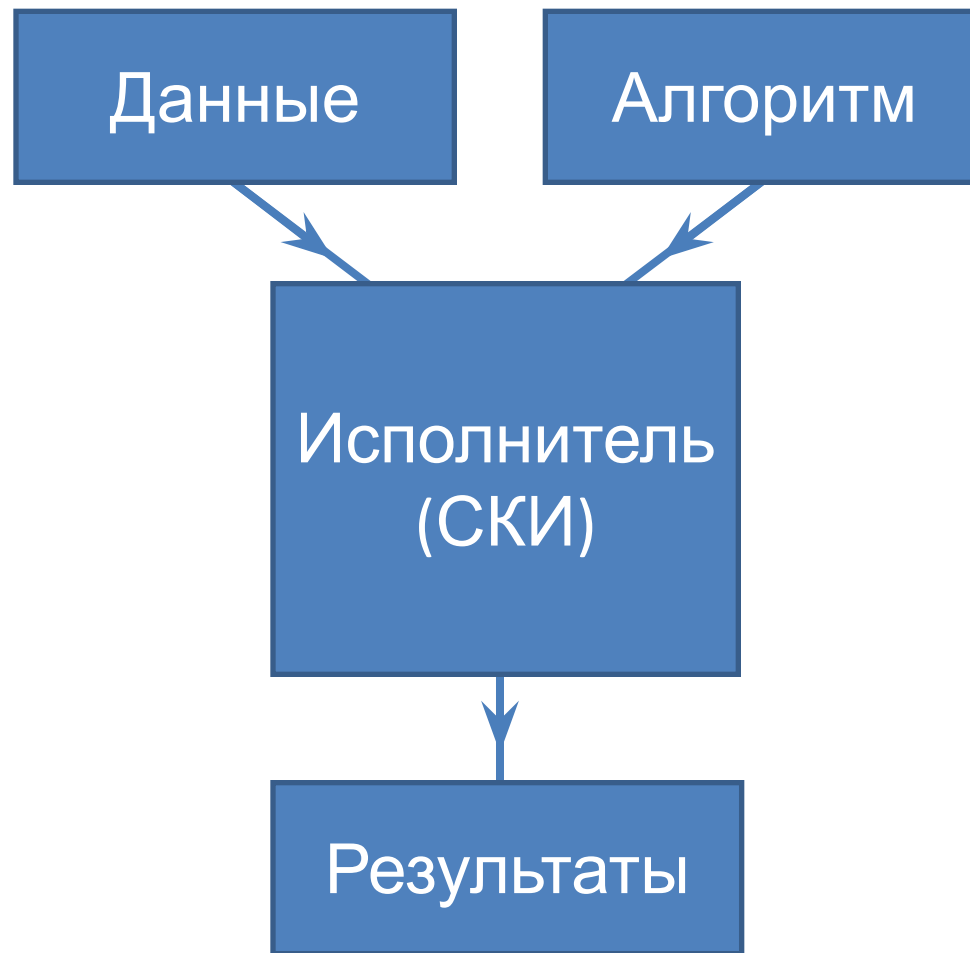 Данные
Алгоритм
Исполнитель
(СКИ)
Результаты